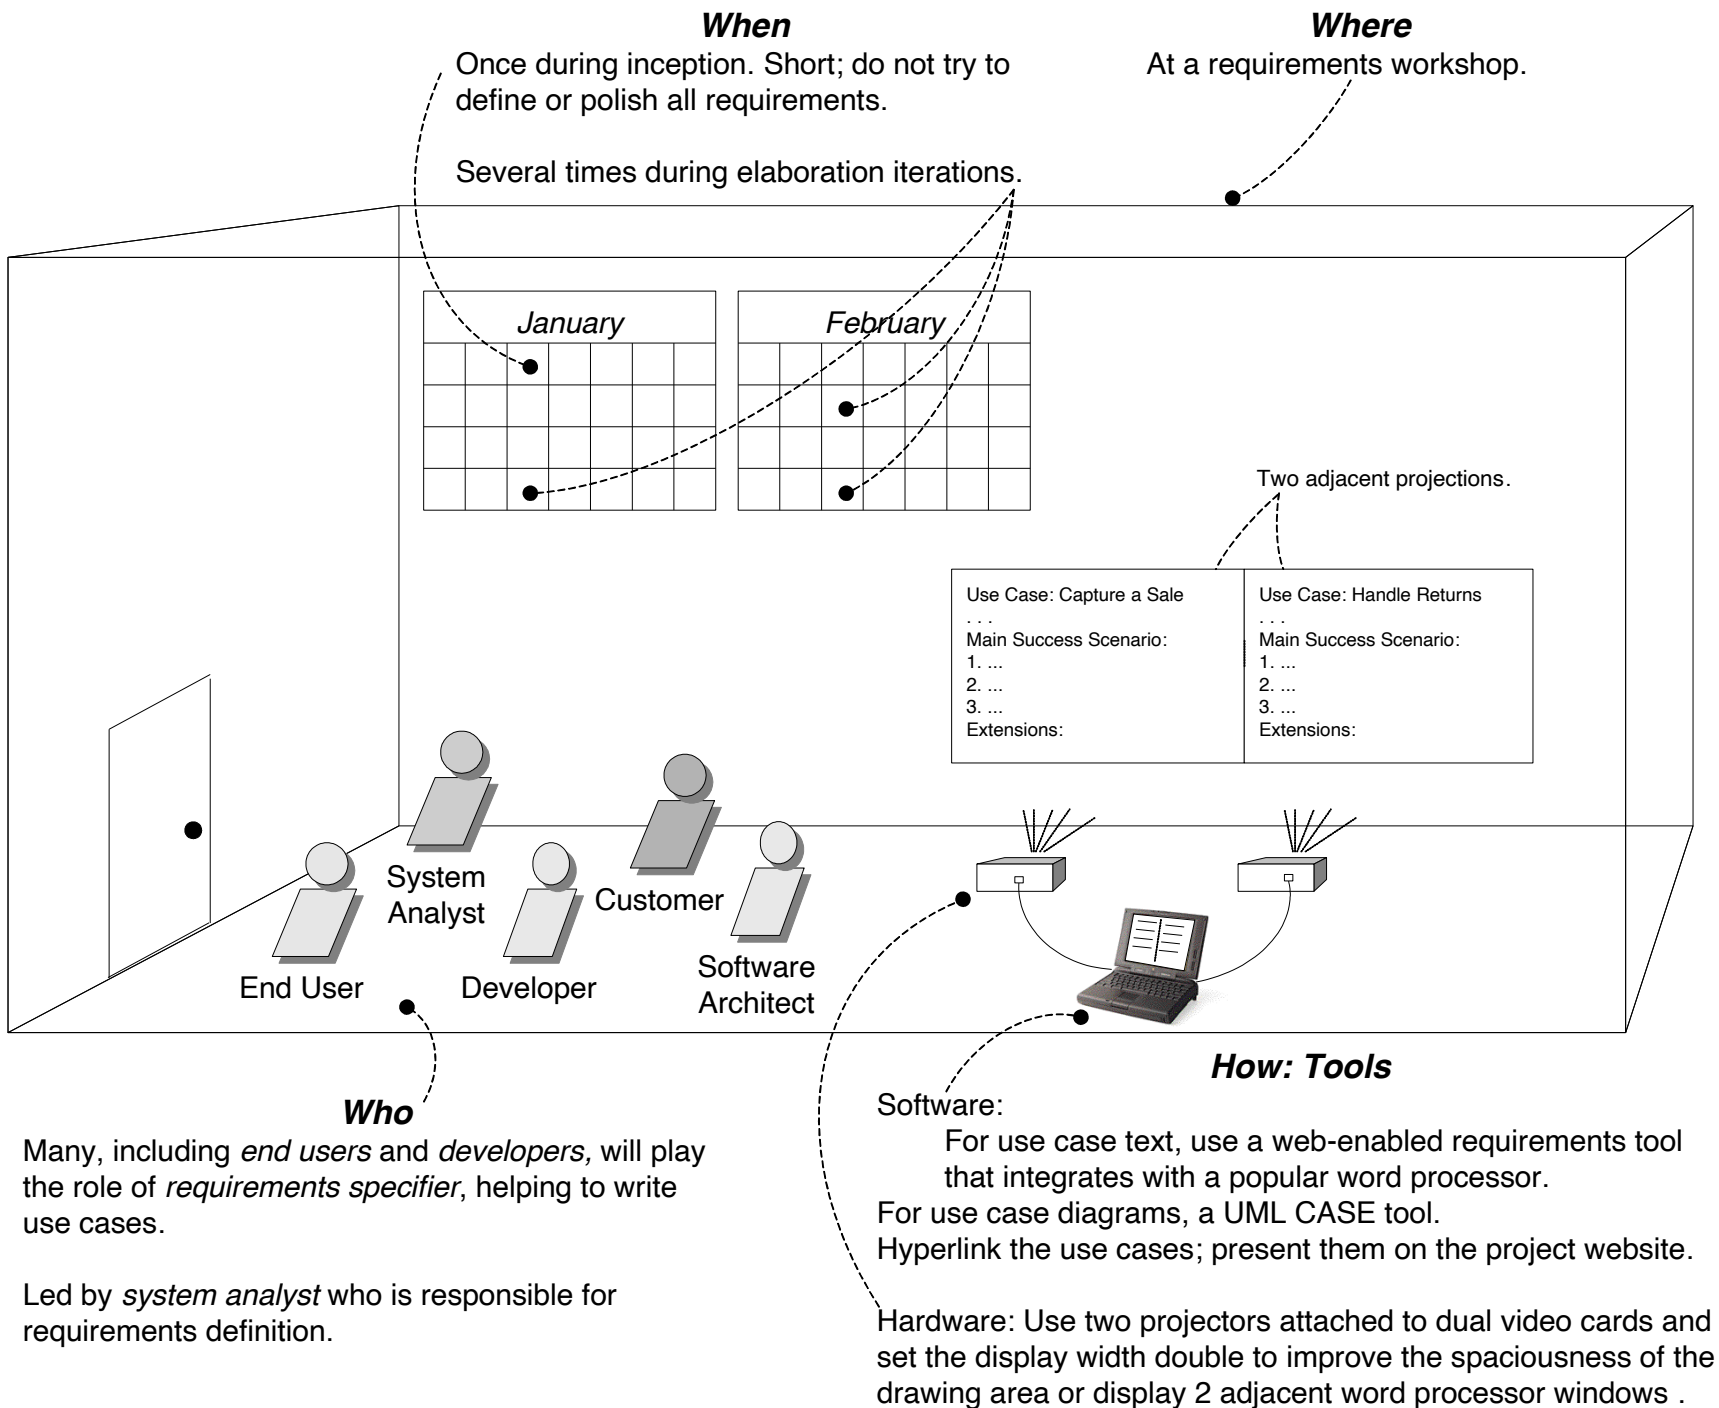 When
Once during inception. Short; do not try to
define or polish all requirements.
Several times during elaboration iterations.
Where
At a requirements workshop.
January
February
Two adjacent projections.
Use Case: Capture a Sale
. . .
Main Success Scenario:
1. ...
2. ...
3. ...
Extensions:
Use Case: Handle Returns
. . .
Main Success Scenario:
1. ...
2. ...
3. ...
Extensions:
System
Analyst
Customer
End User
Developer
Software
Architect
Who
Many, including end users and developers, will play
the role of requirements specifier, helping to write
use cases.
Led by system analyst who is responsible for
requirements definition.
How: Tools
Software:
For use case text, use a web-enabled requirements tool
that integrates with a popular word processor.
For use case diagrams, a UML CASE tool.
Hyperlink the use cases; present them on the project website.
Hardware: Use two projectors attached to dual video cards and
set the display width double to improve the spaciousness of the
drawing area or display 2 adjacent word processor windows .